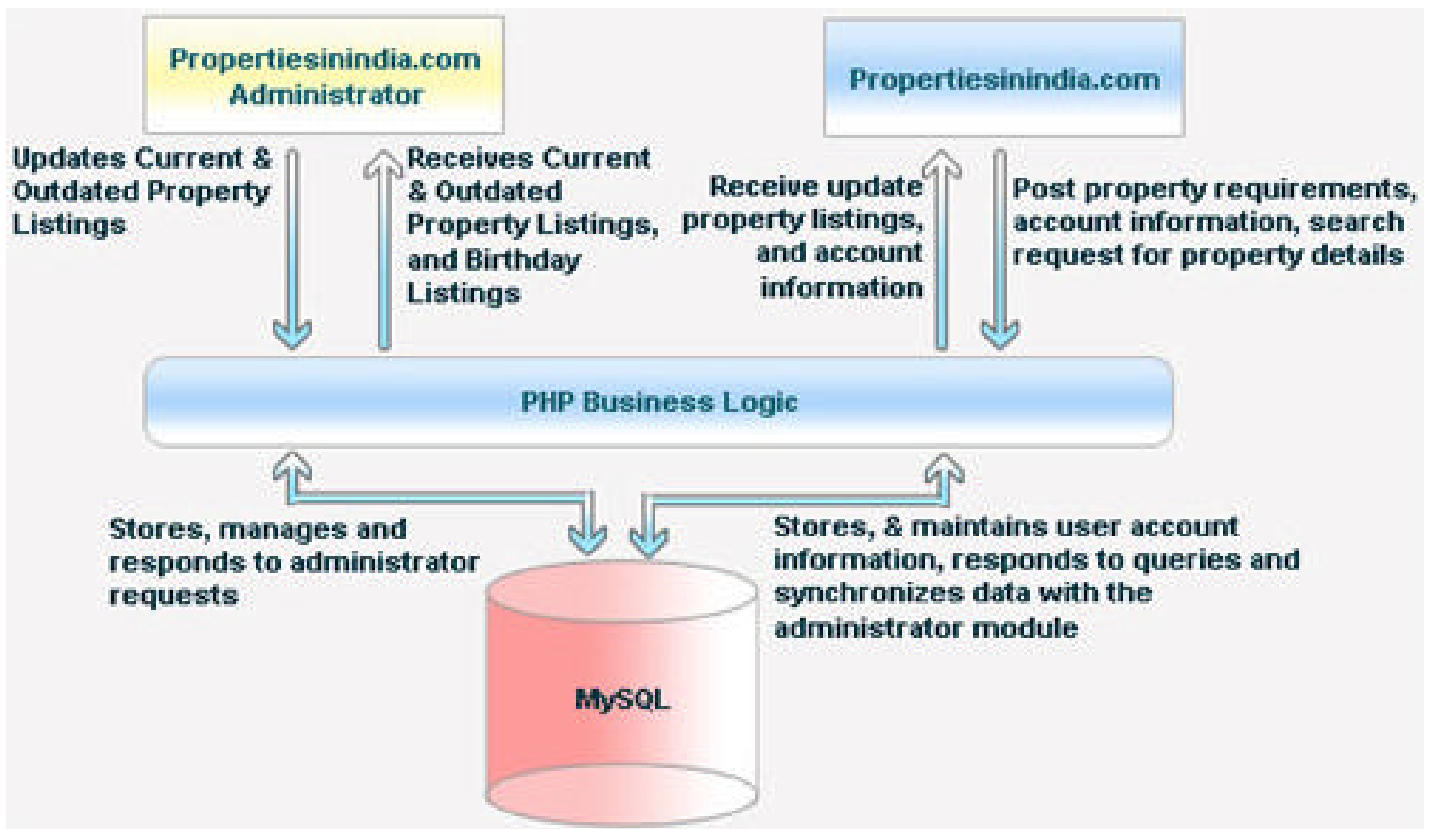 Propertiesinindia.com
Administrator
Propertiesinindia.com
Updates Current &
Outdated Property
Listings
Receives Current
& Outdated
Property Listings,
and Birthday
Listings
Receive update
property listings,
and account
information
Post property requirements,
account information, search
request for property details
PHP Business Logic
Stores, manages and
responds to administrator
requests
Stores, & maintains user account
information, responds to queries and
synchronizes data with the
administrator module
MySQL